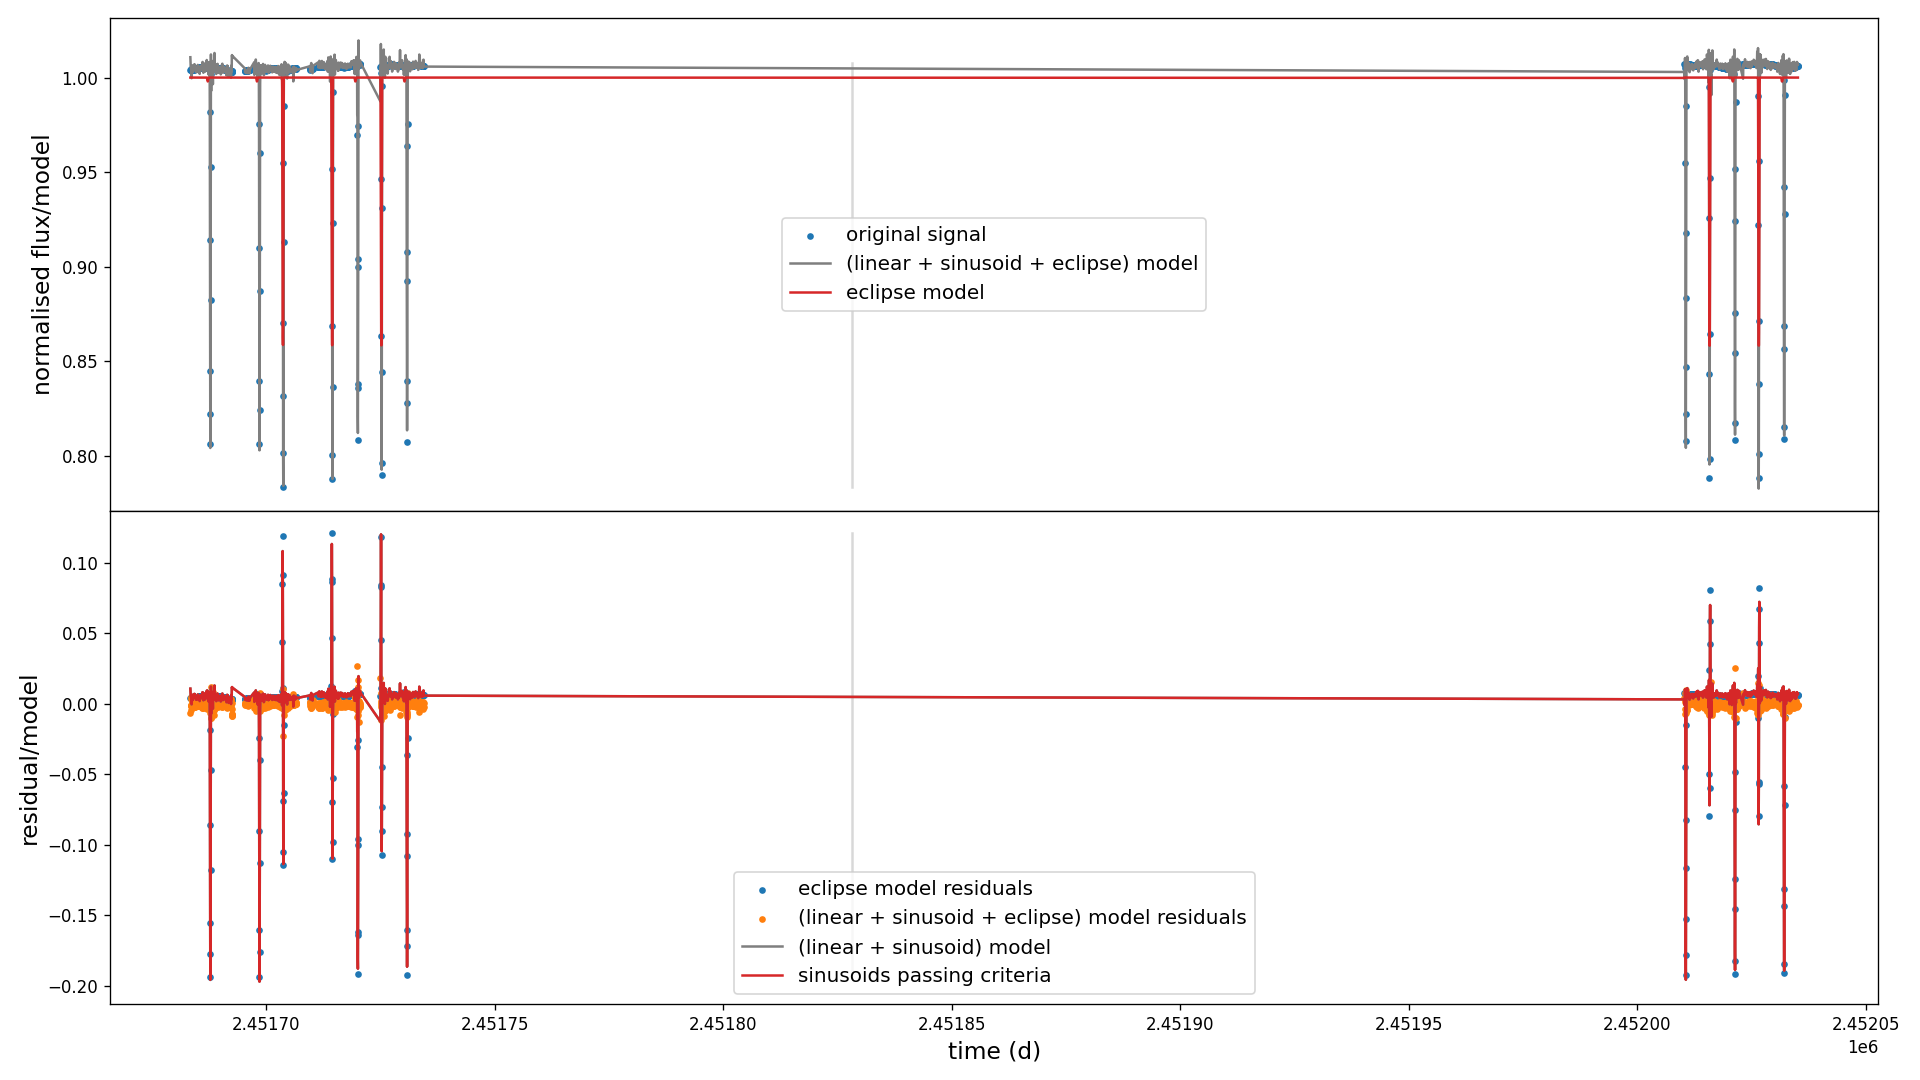 normalised flux/model
1.00
0.95
0.90
0.85
0.80
original signal
(linear + sinusoid + eclipse) model
eclipse model
residual/model
0.10
0.05
0.00
−0.05
−0.10
−0.15
−0.20
eclipse model residuals
(linear + sinusoid + eclipse) model residuals
(linear + sinusoid) model
sinusoids passing criteria
2.45170
2.45175
2.45180
2.45185
2.45190
2.45195
2.45200
2.45205
1e6
time (d)